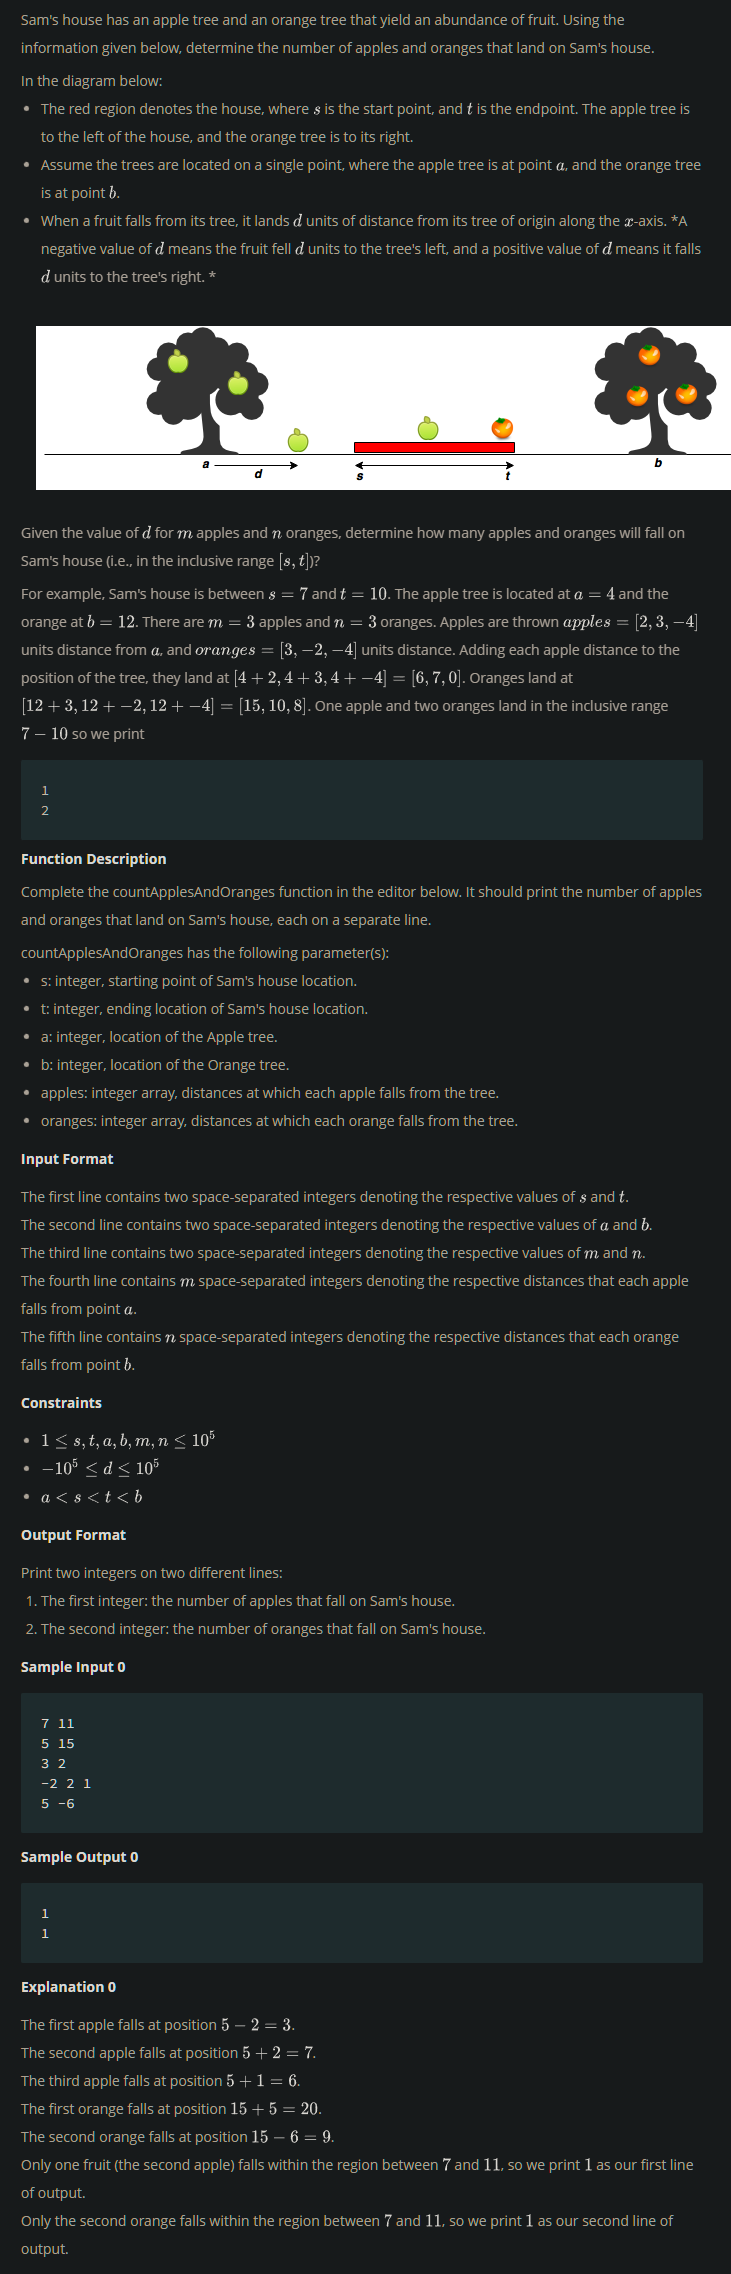 Sam's house has an apple tree and an orange tree that yield an abundance of fruit. Using the
information given below, determine the number of apples and oranges that land on Sam's house.
In the diagram below:
• The red region denotes the house, where s is the start point, and t is the endpoint. The apple tree is
to the left of the house, and the orange tree is to its right.
• Assume the trees are located on a single point, where the apple tree is at point a, and the orange tree
is at point b.
• When a fruit falls from its tree, it lands d units of distance from its tree of origin along the x-axis. *A
negative value of d means the fruit fell d units to the tree's left, and a positive value of d means it falls
d units to the tree's right. *
a
d
s
t
b
Given the value of d for m apples and n oranges, determine how many apples and oranges will fall on
Sam's house (i.e., in the inclusive range [s, t])?
For example, Sam's house is between s = 7 and t = 10. The apple tree is located at a = 4 and the
orange at b = 12. There are m = 3 apples and n = 3 oranges. Apples are thrown apples = [2, 3, −4]
units distance from a, and oranges = [3, −2, −4] units distance. Adding each apple distance to the
position of the tree, they land at [4 + 2, 4 + 3, 4 + −4] = [6, 7, 0]. Oranges land at
[12 + 3, 12 + −2, 12 + −4] = [15, 10, 8]. One apple and two oranges land in the inclusive range
7 − 10 so we print
1
2
Function Description
Complete the countApplesAndOranges function in the editor below. It should print the number of apples
and oranges that land on Sam's house, each on a separate line.
countApplesAndOranges has the following parameter(s):
• s: integer, starting point of Sam's house location.
• t: integer, ending location of Sam's house location.
• a: integer, location of the Apple tree.
• b: integer, location of the Orange tree.
• apples: integer array, distances at which each apple falls from the tree.
• oranges: integer array, distances at which each orange falls from the tree.
Input Format
The first line contains two space-separated integers denoting the respective values of s and t.
The second line contains two space-separated integers denoting the respective values of a and b.
The third line contains two space-separated integers denoting the respective values of m and n.
The fourth line contains m space-separated integers denoting the respective distances that each apple
falls from point a.
The fifth line contains n space-separated integers denoting the respective distances that each orange
falls from point b.
Constraints
• 1 ≤ s, t, a, b, m, n ≤ 10⁵
• −10⁵ ≤ d ≤ 10⁵
• a < s < t < b
Output Format
Print two integers on two different lines:
1. The first integer: the number of apples that fall on Sam's house.
2. The second integer: the number of oranges that fall on Sam's house.
Sample Input 0
7 11
5 15
3 2
-2 2 1
5 -6
Sample Output 0
1
1
Explanation 0
The first apple falls at position 5 − 2 = 3.
The second apple falls at position 5 + 2 = 7.
The third apple falls at position 5 + 1 = 6.
The first orange falls at position 15 + 5 = 20.
The second orange falls at position 15 − 6 = 9.
Only one fruit (the second apple) falls within the region between 7 and 11, so we print 1 as our first line
of output.
Only the second orange falls within the region between 7 and 11, so we print 1 as our second line of
output.